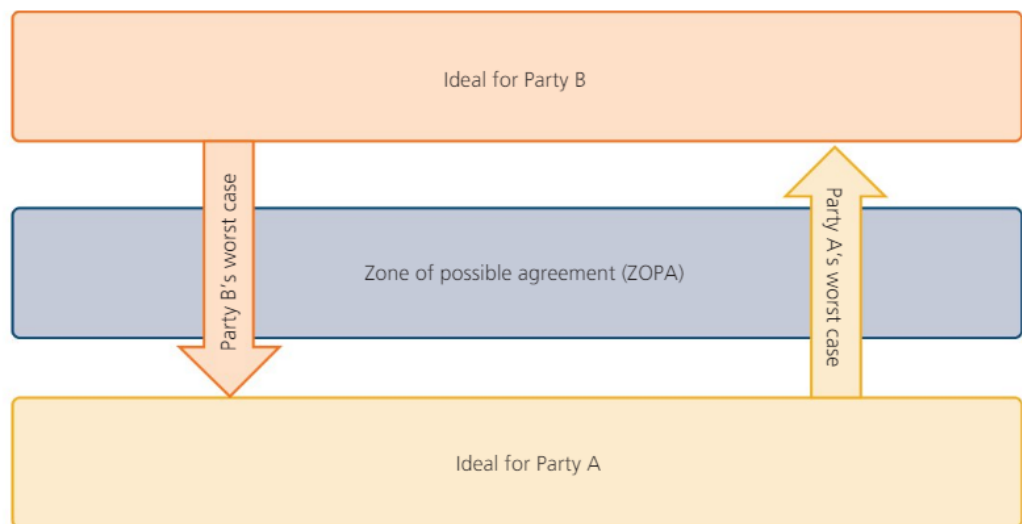 Ideal for Party B
Party B's worst case
Party A's worst case
Zone of possible agreement (ZOPA)
Ideal for Party A